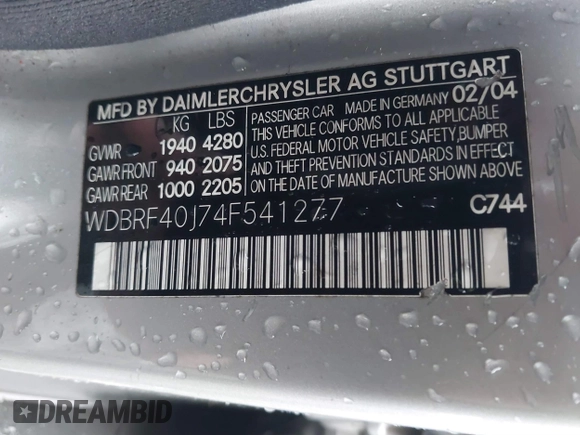 MFD BY DAIMLERCHRYSLER AG STUTTGART
KG LBS
GVWR 1940 4280
GAWR FRONT 940 2075
GAWR REAR 1000 2205
PASSENGER CAR MADE IN GERMANY 02/04
THIS VEHICLE CONFORMS TO ALL APPLICABLE
U.S. FEDERAL MOTOR VEHICLE SAFETY, BUMPER
AND THEFT PREVENTION STANDARDS IN EFFECT
ON THE DATE OF MANUFACTURE SHOWN ABOVE.
WDBRF40J74F541277
C744
DREAMBID